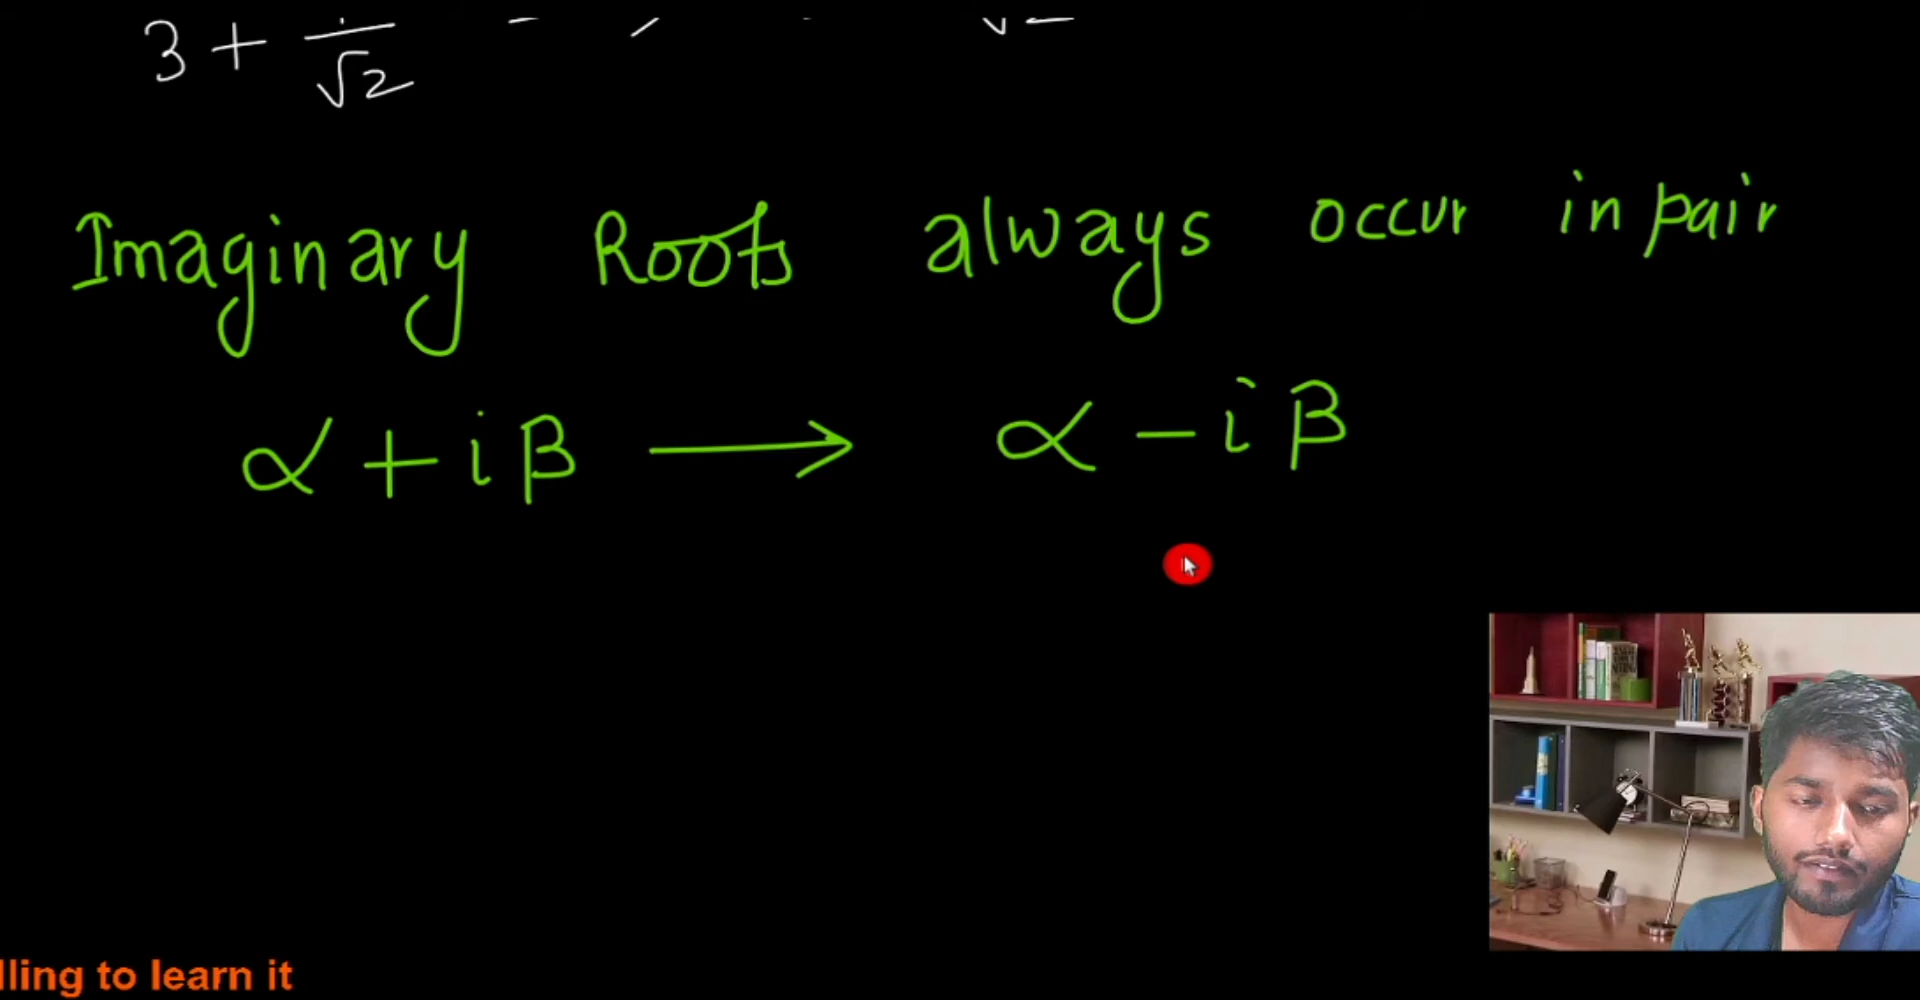 3 + 1/√2
Imaginary Roots always occur in pair
α + iβ ⟶ α - iβ
lling to learn it